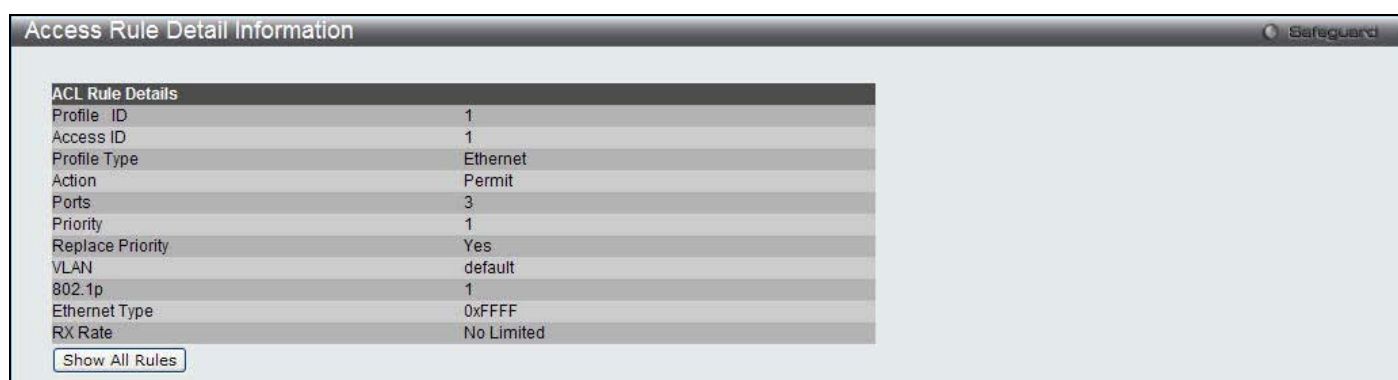 Access Rule Detail Information
Safeguard
ACL Rule Details
Profile ID 1
Access ID 1
Profile Type Ethernet
Action Permit
Ports 3
Priority 1
Replace Priority Yes
VLAN default
802.1p 1
Ethernet Type 0xFFFF
RX Rate No Limited
Show All Rules